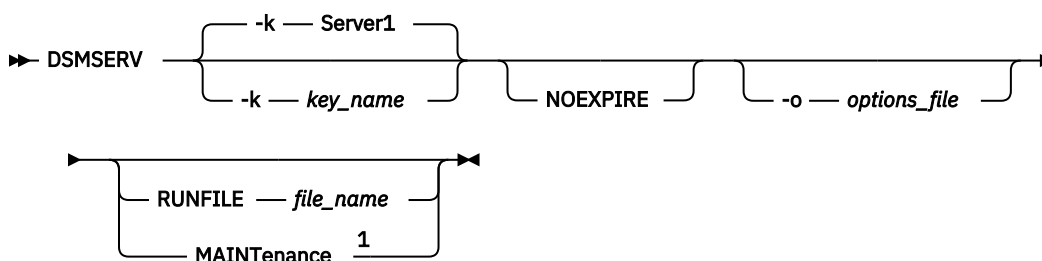 -k Server1
DSMSERV
-k key_name
NOEXPIRE
-o options_file
RUNFILE file_name
1
MAINTenance